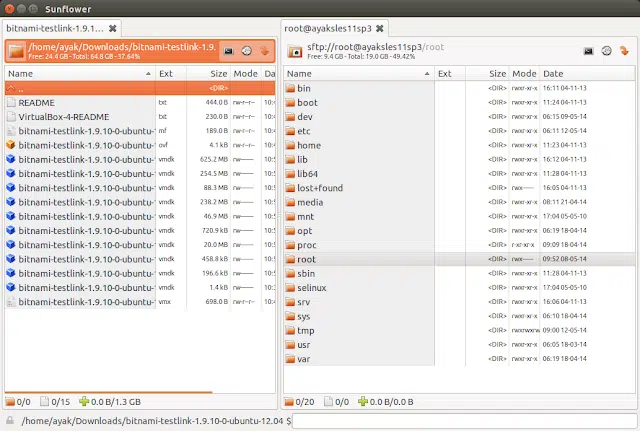 Sunflower
bitnami-testlink-1.9.1...
root@ayaksles11sp3
/home/ayak/Downloads/bitnami-testlink-1.9.
Free: 24.4 GB - Total: 64.8 GB - 37.64%
sftp://root@ayaksles11sp3/root
Free: 9.4 GB - Total: 19.0 GB - 49.42%
Name Ext Size Mode Da
.. <DIR>
README txt 444.0 B rw-r--r-- 10:
VirtualBox-4-README txt 230.0 B rw-r--r-- 10:
bitnami-testlink-1.9.10-0-ubuntu- mf 189.0 B rw-r--r-- 10:
bitnami-testlink-1.9.10-0-ubuntu- ovf 4.1 kB rw-r--r-- 10:
bitnami-testlink-1.9.10-0-ubuntu- vmdk 625.2 MB rw------- 10:
bitnami-testlink-1.9.10-0-ubuntu- vmdk 254.5 MB rw------- 10:
bitnami-testlink-1.9.10-0-ubuntu- vmdk 88.3 MB rw------- 10:
bitnami-testlink-1.9.10-0-ubuntu- vmdk 238.2 MB rw------- 10:
bitnami-testlink-1.9.10-0-ubuntu- vmdk 46.9 MB rw------- 10:
bitnami-testlink-1.9.10-0-ubuntu- vmdk 720.9 kB rw------- 10:
bitnami-testlink-1.9.10-0-ubuntu- vmdk 20.0 MB rw------- 10:
bitnami-testlink-1.9.10-0-ubuntu- vmdk 458.8 kB rw------- 10:
bitnami-testlink-1.9.10-0-ubuntu- vmdk 196.6 kB rw------- 10:
bitnami-testlink-1.9.10-0-ubuntu- vmdk 1.4 kB rw------- 10:
bitnami-testlink-1.9.10-0-ubuntu- vmx 698.0 B rw-r--r-- 10:
0/0 0/15 0.0 B/1.3 GB
Name Ext Size Mode Date
bin <DIR> rwxr-xr-x 16:11 04-11-13
boot <DIR> rwxr-xr-x 11:24 04-11-13
dev <DIR> rwxr-xr-x 06:15 09-05-14
etc <DIR> rwxr-xr-x 06:11 12-05-14
home <DIR> rwxr-xr-x 11:23 04-11-13
lib <DIR> rwxr-xr-x 16:12 04-11-13
lib64 <DIR> rwxr-xr-x 11:28 04-11-13
lost+found <DIR> rwx------ 16:05 04-11-13
media <DIR> rwxr-xr-x 08:11 21-04-14
mnt <DIR> rwxr-xr-x 17:04 05-05-10
opt <DIR> rwxr-xr-x 06:19 18-04-14
proc <DIR> r-xr-xr-x 09:09 18-04-14
root <DIR> rwx------ 09:52 08-05-14
sbin <DIR> rwxr-xr-x 11:28 04-11-13
selinux <DIR> rwxr-xr-x 17:04 05-05-10
srv <DIR> rwxr-xr-x 16:06 04-11-13
sys <DIR> rwxr-xr-x 06:10 18-04-14
tmp <DIR> rwxrwxrw 09:00 12-05-14
usr <DIR> rwxr-xr-x 06:05 18-03-14
var <DIR> rwxr-xr-x 06:19 18-04-14
0/20 0/0 0.0 B/0.0 B
/home/ayak/Downloads/bitnami-testlink-1.9.10-0-ubuntu-12.04 $